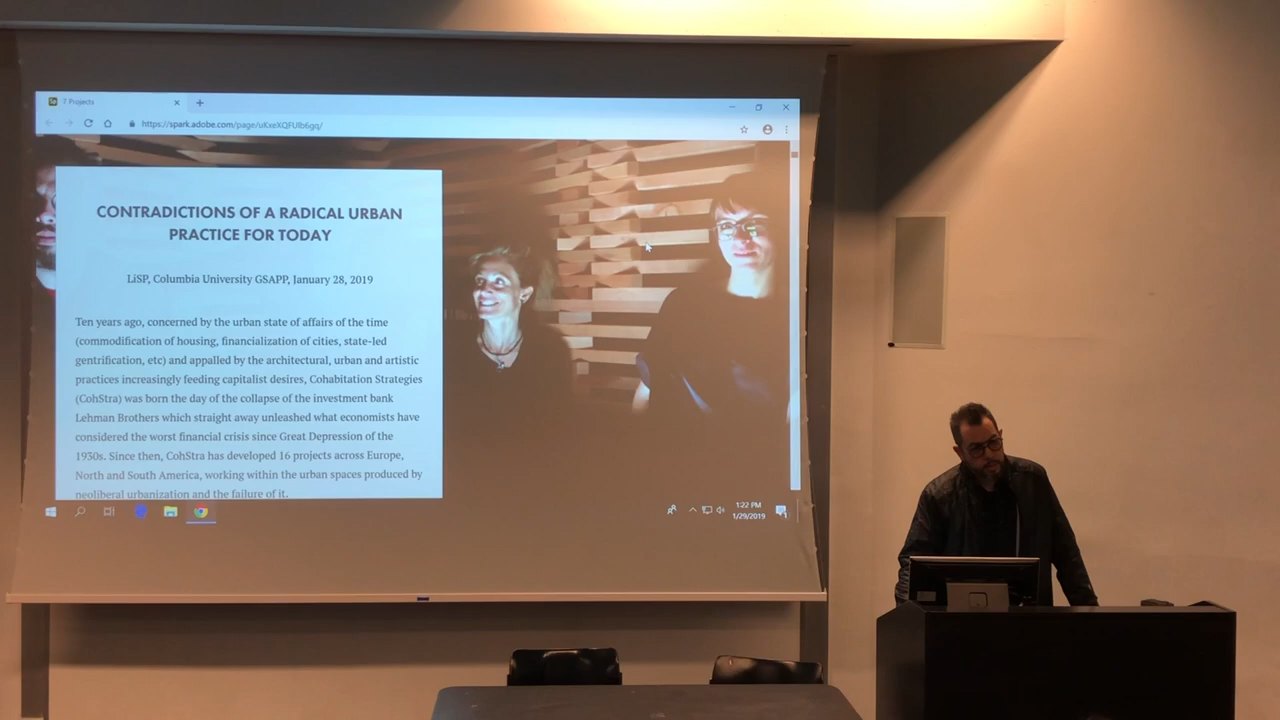 7 Projects
https://spark.adobe.com/page/uKxeXQFUlb6gq/
CONTRADICTIONS OF A RADICAL URBAN
PRACTICE FOR TODAY
LiSP, Columbia University GSAPP, January 28, 2019
Ten years ago, concerned by the urban state of affairs of the time
(commodification of housing, financialization of cities, state-led
gentrification, etc) and appalled by the architectural, urban and artistic
practices increasingly feeding capitalist desires, Cohabitation Strategies
(CohStra) was born the day of the collapse of the investment bank
Lehman Brothers which straight away unleashed what economists have
considered the worst financial crisis since Great Depression of the
1930s. Since then, CohStra has developed 16 projects across Europe,
North and South America, working within the urban spaces produced by
neoliberal urbanization and the failure of it.
1:22 PM
1/29/2019